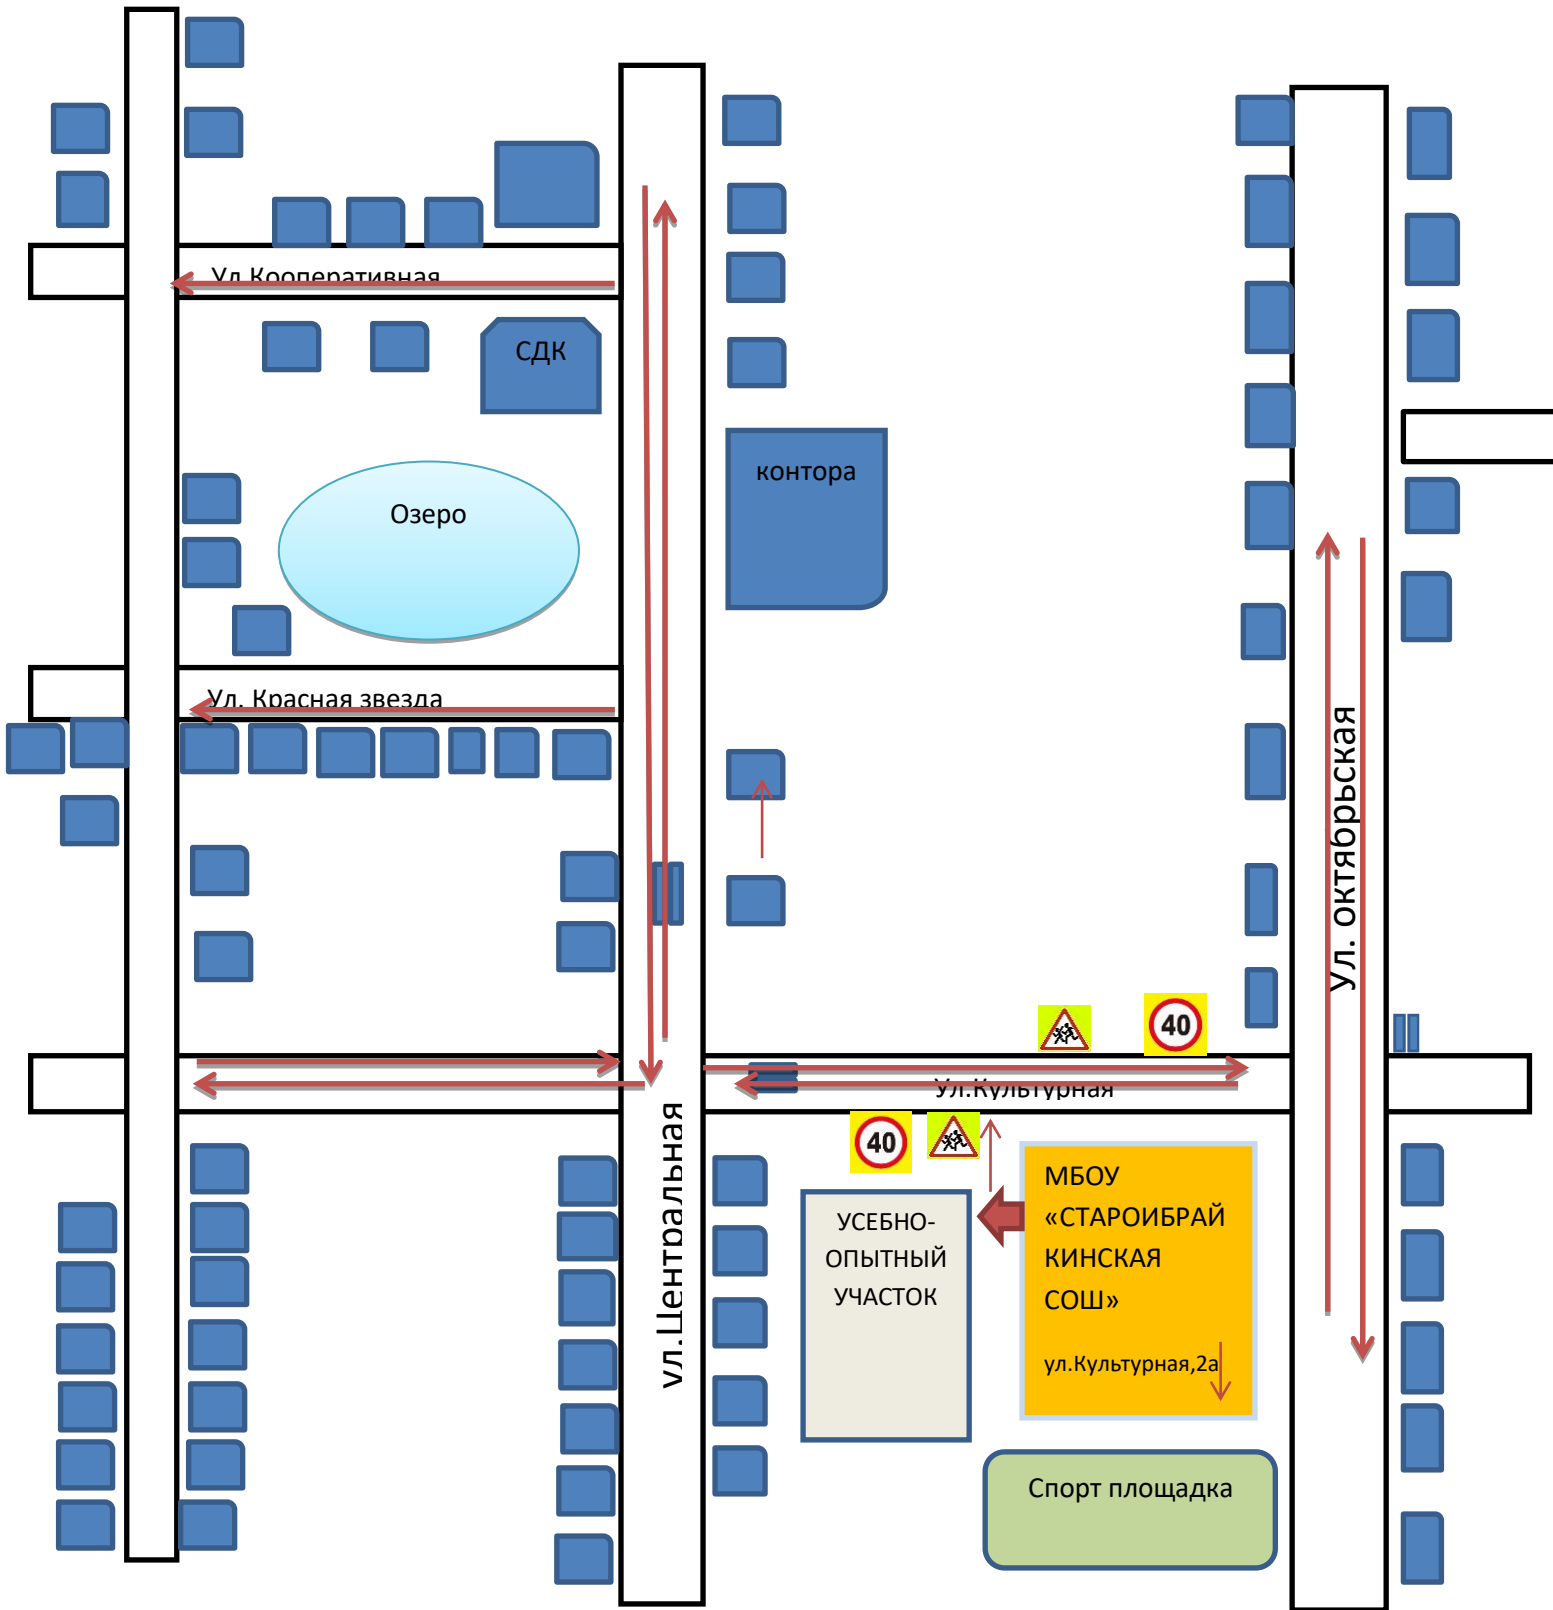 Ул.Кооперативная
СДК
контора
Озеро
Ул. Красная звезда
Ул. октябрьская
40
Ул.Культурная
40
ул.Центральная
МБОУ
«СТАРОИБРАЙ
КИНСКАЯ
СОШ»
ул.Культурная,2а
УСЕБНО-
ОПЫТНЫЙ
УЧАСТОК
Спорт площадка